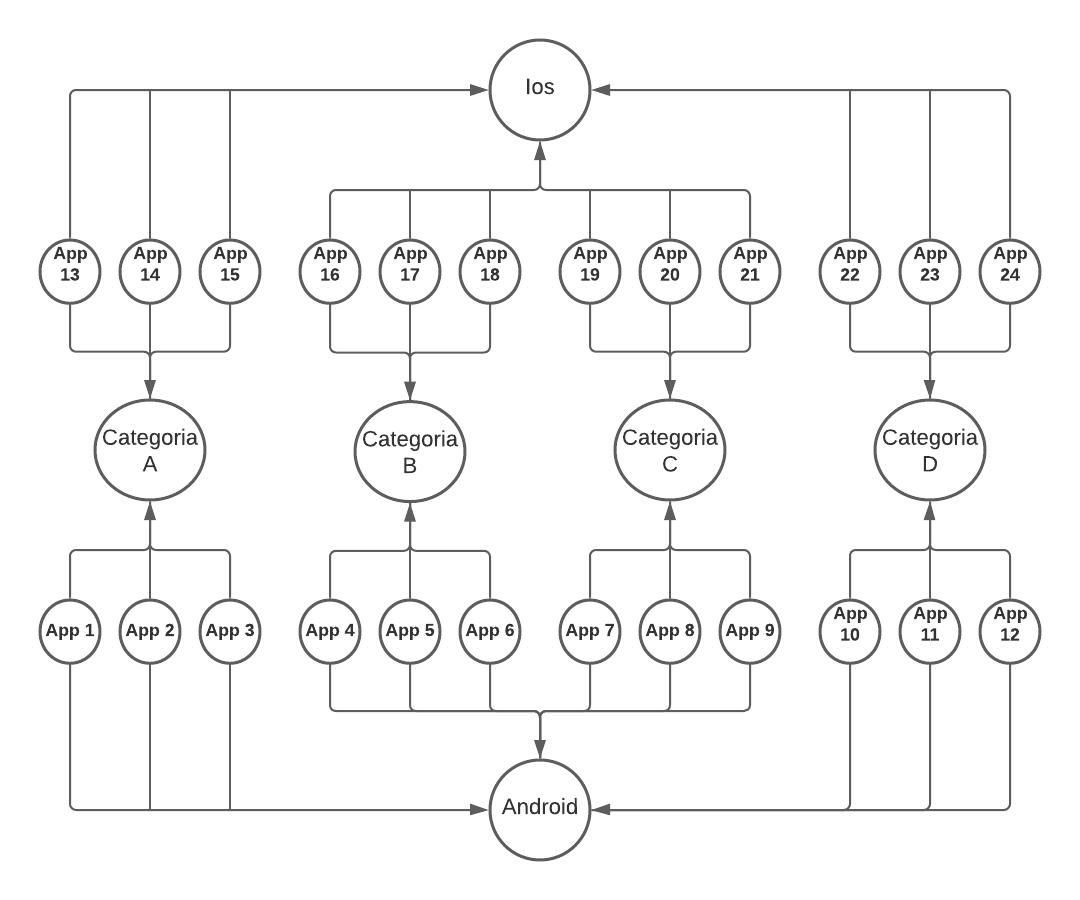 Ios
App
13
App
14
App
15
App
16
App
17
App
18
App
19
App
20
App
21
App
22
App
23
App
24
Categoria
A
Categoria
B
Categoria
C
Categoria
D
App 1
App 2
App 3
App 4
App 5
App 6
App 7
App 8
App 9
App
10
App
11
App
12
Android